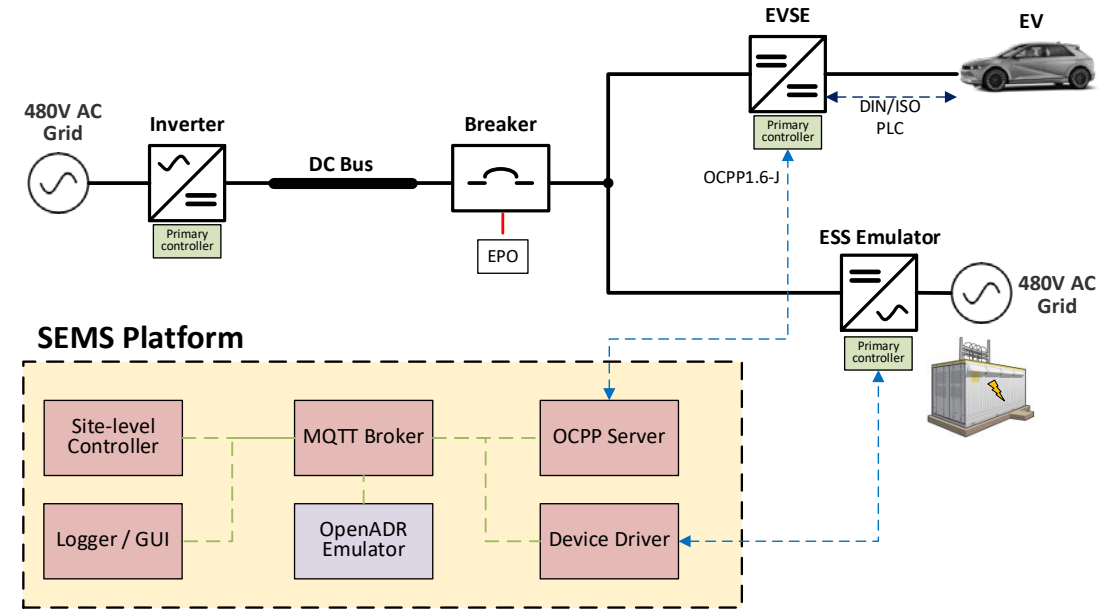 EVSE
EV
480V AC
Grid
Inverter
DC Bus
Breaker
DIN/ISO
PLC
Primary
controller
OCPP1.6-J
Primary
controller
EPO
ESS Emulator
480V AC
Grid
Primary
controller
SEMS Platform
Site-level
Controller
MQTT Broker
OCPP Server
Logger / GUI
OpenADR
Emulator
Device Driver